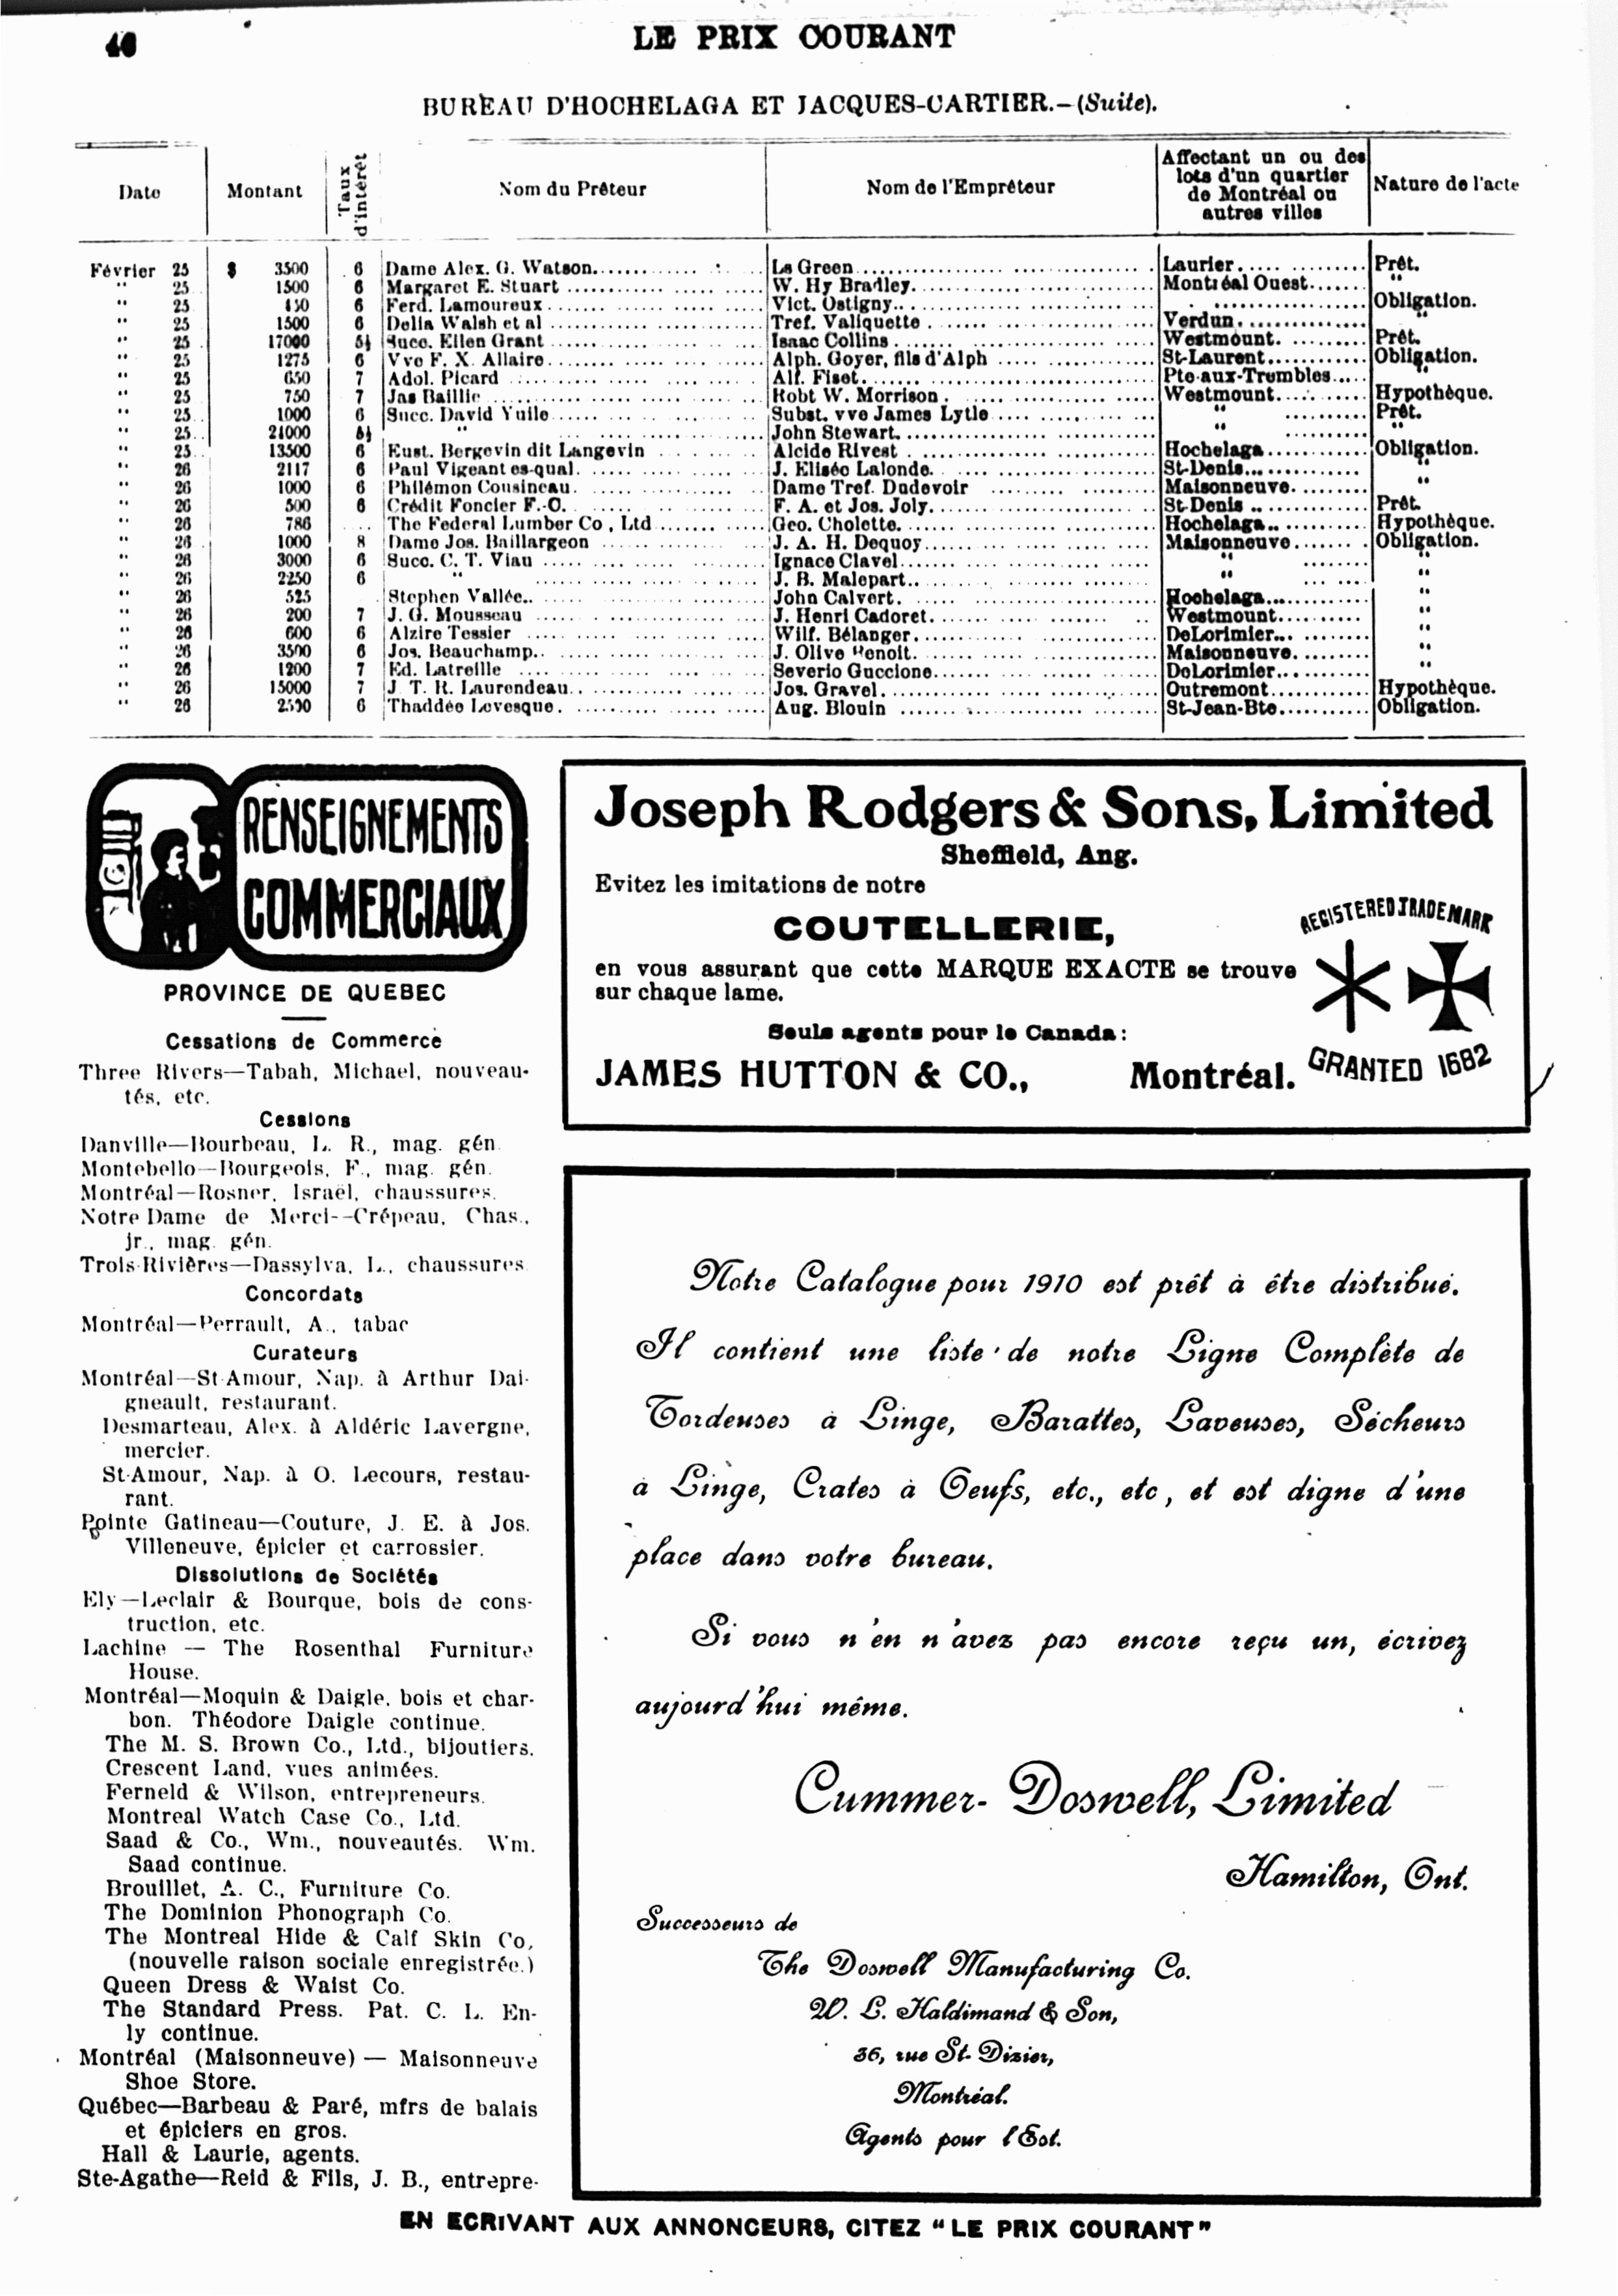 46
LE PRIX COURANT
BUREAU D'HOCHELAGA ET JACQUES-CARTIER.—(Suite).
Date Montant Taux d'intérêt Nom du Prêteur Nom de l'Emprêteur Affectant un ou des lots d'un quartier de Montréal ou autres villes Nature de l'acte
Février 25 $ 3500 6 Dame Alex. G. Watson. Ls Green Laurier. Prêt.
" 25 1500 6 Margaret E. Stuart W. Hy Bradley. Montréal Ouest. "
" 25 450 6 Ferd. Lamoureux Vict. Ostigny. Obligation.
" 25 1500 6 Delia Walsh et al Tref. Valiquette Verdun. "
" 25 17000 5½ Succ. Ellen Grant Isaac Collins Westmount. Prêt.
" 25 1275 6 Vve F. X. Allaire. Alph. Goyer, fils d'Alph St-Laurent Obligation.
" 25 650 7 Adol. Picard Alf. Fiset. Pte-aux-Trembles "
" 25 750 7 Jas Baillie Robt W. Morrison. Westmount. Hypothèque.
" 25 1000 6 Succ. David Yuile Subst. vve James Lytle " Prêt.
" 25 21000 5½ " John Stewart. " "
" 25 13500 6 Eust. Bergevin dit Langevin Alcide Rivest Hochelaga Obligation.
" 26 2117 6 Paul Vigeant es-qual. J. Eliséo Lalonde. St-Denis "
" 26 1000 6 Philémon Cousineau. Dame Tref. Dudevoir Maisonneuve. "
" 26 500 6 Crédit Foncier F.-C. F. A. et Jos. Joly. St-Denis Prêt.
" 26 786 The Federal Lumber Co, Ltd Geo. Cholette. Hochelaga Hypothèque.
" 26 1000 8 Dame Jos. Baillargeon J. A. H. Dequoy Maisonneuve Obligation.
" 26 3000 6 Succ. C. T. Viau Ignace Clavel " "
" 26 2250 6 " J. B. Malepart. " "
" 26 525 Stephen Vallée. John Calvert. Hochelaga "
" 26 200 7 J. G. Mousseau J. Henri Cadoret. Westmount "
" 26 600 6 Alzire Tessier Wilf. Bélanger. DeLorimier "
" 26 3500 6 Jos. Beauchamp. J. Olive Benoit. Maisonneuve. "
" 26 1200 7 Ed. Latreille Severio Guccione. DeLorimier "
" 26 15000 7 J. T. R. Laurendeau. Jos. Gravel. Outremont Hypothèque.
" 26 2500 6 Thaddée Levesque. Aug. Blouin St-Jean-Bte Obligation.
RENSEIGNEMENTS
COMMERCIAUX
PROVINCE DE QUEBEC
Cessations de Commerce
Three Rivers—Tabah, Michael, nouveau-
tés, etc.
Cessions
Danville—Bourbeau, L. R., mag. gén.
Montebello—Bourgeois, F., mag. gén.
Montréal—Rosner, Israël, chaussures.
Notre Dame de Merci--Crépeau, Chas.,
jr., mag. gén.
Trois-Rivières—Dassylva, L., chaussures.
Concordats
Montréal—Perrault, A., tabac
Curateurs
Montréal—St-Amour, Nap. à Arthur Dai-
gneault, restaurant.
Desmarteau, Alex. à Aldéric Lavergne,
mercier.
St-Amour, Nap. à O. Lecours, restau-
rant.
Pointe Gatineau—Couture, J. E. à Jos.
Villeneuve, épicier et carrossier.
Dissolutions de Sociétés
Ely—Leclair & Bourque, bois de cons-
truction, etc.
Lachine — The Rosenthal Furniture
House.
Montréal—Moquin & Daigle, bois et char-
bon. Théodore Daigle continue.
The M. S. Brown Co., Ltd., bijoutiers.
Crescent Land, vues animées.
Ferneld & Wilson, entrepreneurs.
Montreal Watch Case Co., Ltd.
Saad & Co., Wm., nouveautés. Wm.
Saad continue.
Brouillet, A. C., Furniture Co.
The Dominion Phonograph Co.
The Montreal Hide & Calf Skin Co,
(nouvelle raison sociale enregistrée.)
Queen Dress & Waist Co.
The Standard Press. Pat. C. L. En-
ly continue.
Montréal (Maisonneuve) — Maisonneuve
Shoe Store.
Québec—Barbeau & Paré, mfrs de balais
et épiciers en gros.
Hall & Laurie, agents.
Ste-Agathe—Reid & Fils, J. B., entrepre-
Joseph Rodgers & Sons, Limited
Sheffield, Ang.
Evitez les imitations de notre
COUTELLERIE,
en vous assurant que cette MARQUE EXACTE se trouve
sur chaque lame.
Seuls agents pour le Canada:
JAMES HUTTON & CO., Montréal.
REGISTERED TRADE MARK
GRANTED 1682
Notre Catalogue pour 1910 est prêt à être distribué.
Il contient une liste de notre Ligne Complète de
Tordeuses à Linge, Barattes, Laveuses, Sécheurs
à Linge, Crates à Oeufs, etc., etc, et est digne d'une
place dans votre bureau.
Si vous n'en n'avez pas encore reçu un, écrivez
aujourd'hui même.
Cummer-Doswell, Limited
Hamilton, Ont.
Successeurs de
The Doswell Manufacturing Co.
W. L. Haldimand & Son,
36, rue St-Dizier,
Montréal.
Agents pour l'Est.
EN ECRIVANT AUX ANNONCEURS, CITEZ "LE PRIX COURANT"